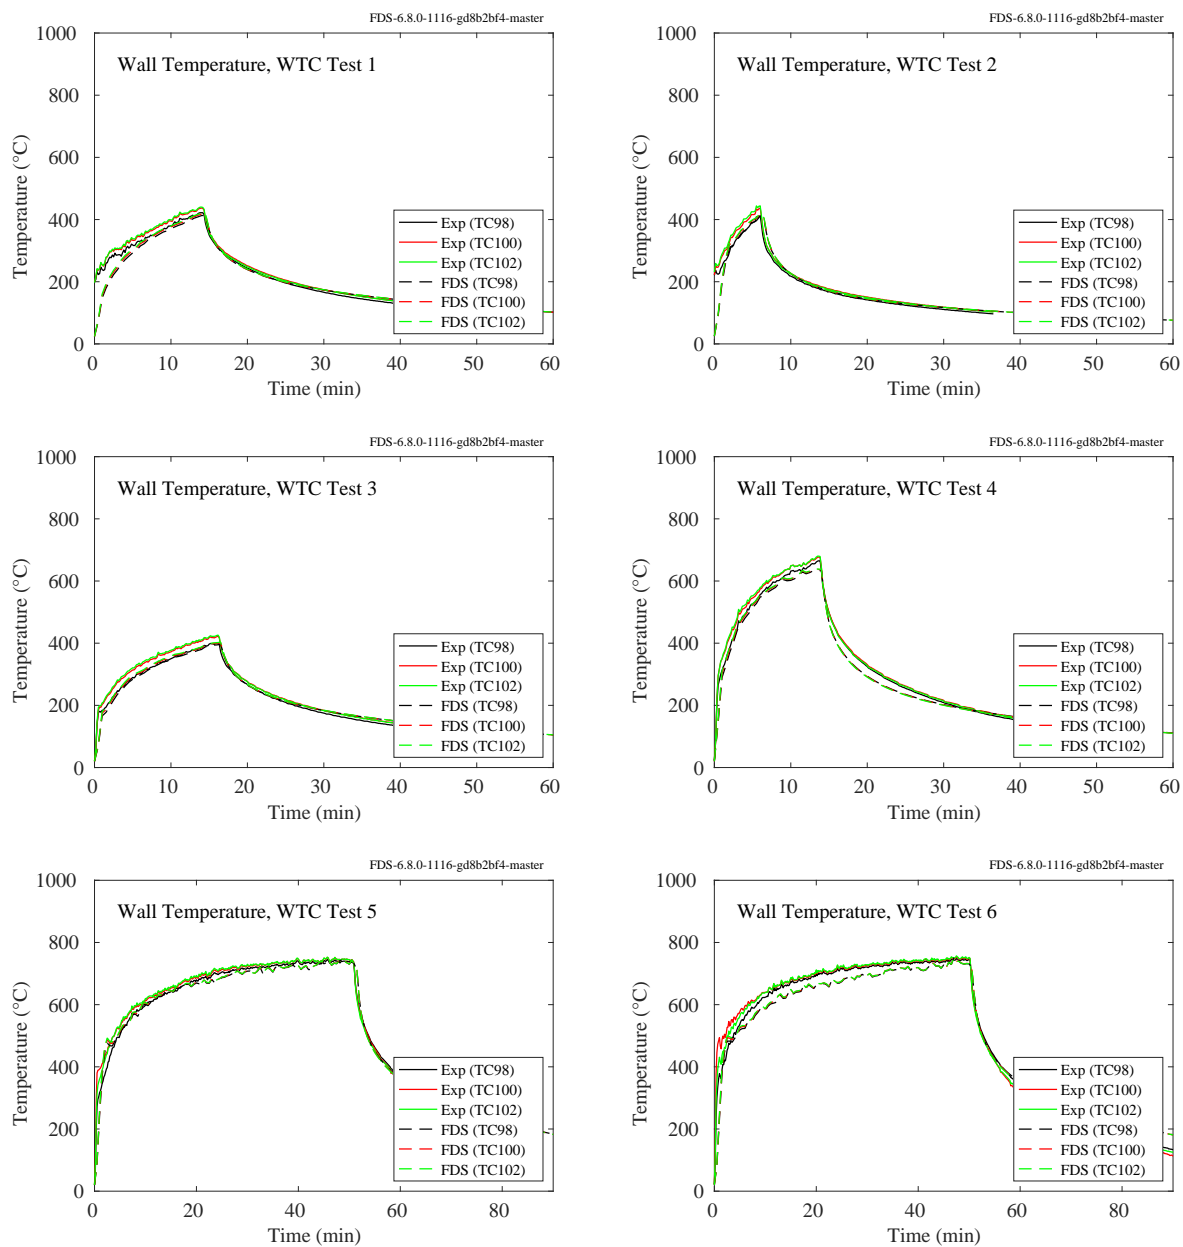 FDS-6.8.0-1116-gd8b2bf4-master
Wall Temperature, WTC Test 1
Temperature (°C)
1000
800
600
400
200
0
Exp (TC98)
Exp (TC100)
Exp (TC102)
FDS (TC98)
FDS (TC100)
FDS (TC102)
0 10 20 30 40 50 60
Time (min)
FDS-6.8.0-1116-gd8b2bf4-master
Wall Temperature, WTC Test 2
Temperature (°C)
1000
800
600
400
200
0
Exp (TC98)
Exp (TC100)
Exp (TC102)
FDS (TC98)
FDS (TC100)
FDS (TC102)
0 10 20 30 40 50 60
Time (min)
FDS-6.8.0-1116-gd8b2bf4-master
Wall Temperature, WTC Test 3
Temperature (°C)
1000
800
600
400
200
0
Exp (TC98)
Exp (TC100)
Exp (TC102)
FDS (TC98)
FDS (TC100)
FDS (TC102)
0 10 20 30 40 50 60
Time (min)
FDS-6.8.0-1116-gd8b2bf4-master
Wall Temperature, WTC Test 4
Temperature (°C)
1000
800
600
400
200
0
Exp (TC98)
Exp (TC100)
Exp (TC102)
FDS (TC98)
FDS (TC100)
FDS (TC102)
0 10 20 30 40 50 60
Time (min)
FDS-6.8.0-1116-gd8b2bf4-master
Wall Temperature, WTC Test 5
Temperature (°C)
1000
800
600
400
200
0
Exp (TC98)
Exp (TC100)
Exp (TC102)
FDS (TC98)
FDS (TC100)
FDS (TC102)
0 20 40 60 80
Time (min)
FDS-6.8.0-1116-gd8b2bf4-master
Wall Temperature, WTC Test 6
Temperature (°C)
1000
800
600
400
200
0
Exp (TC98)
Exp (TC100)
Exp (TC102)
FDS (TC98)
FDS (TC100)
FDS (TC102)
0 20 40 60 80
Time (min)